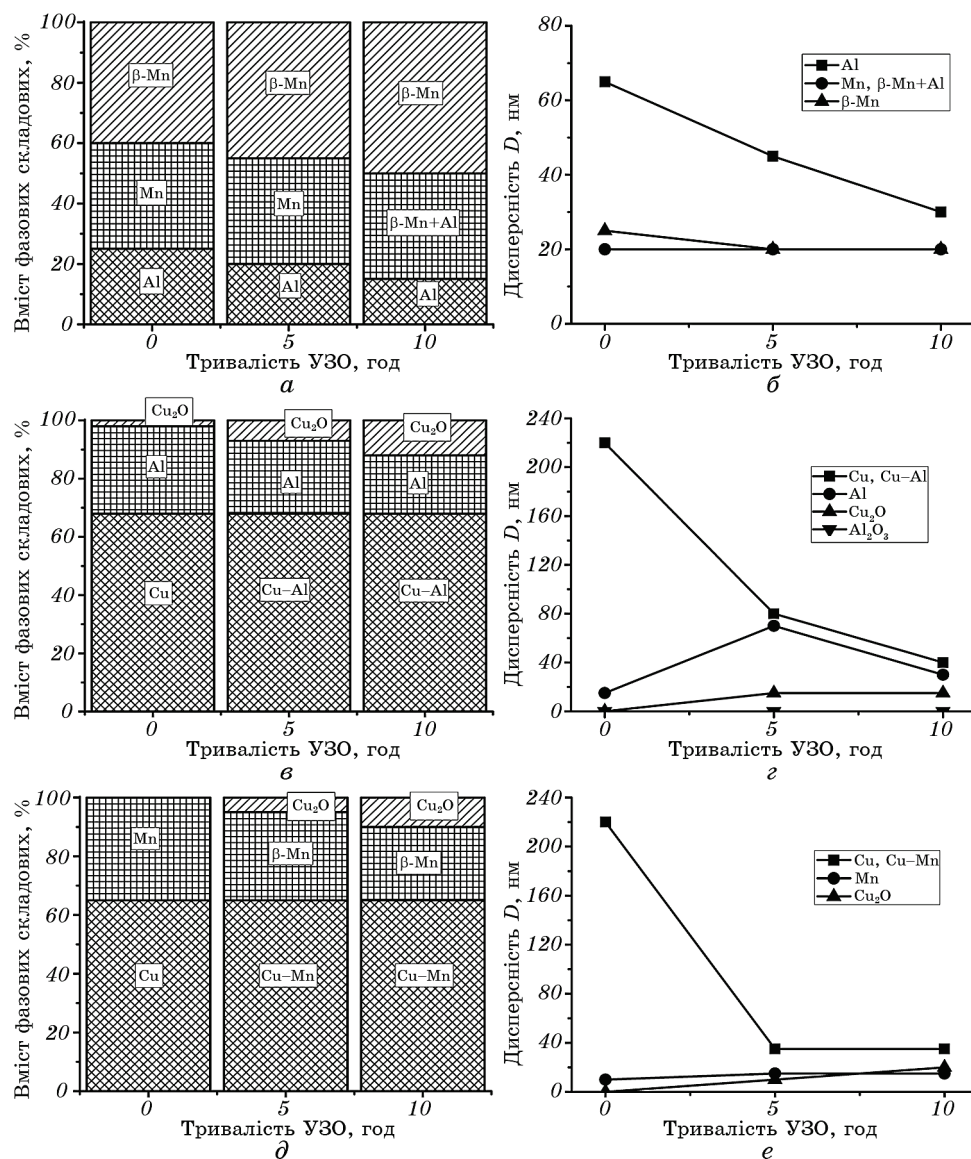 Вміст фазових складових, %
100
80
60
40
20
0
β-Mn
Mn
Al
β-Mn
Mn
Al
β-Mn
β-Mn+Al
Al
0 5 10
Тривалість УЗО, год
а
Дисперсність D, нм
80
60
40
20
0
Al
Mn, β-Mn+Al
β-Mn
0 5 10
Тривалість УЗО, год
б
Вміст фазових складових, %
100
80
60
40
20
0
Cu₂O
Al
Cu
Cu₂O
Al
Cu–Al
Cu₂O
Al
Cu–Al
0 5 10
Тривалість УЗО, год
в
Дисперсність D, нм
240
200
160
120
80
40
0
Cu, Cu–Al
Al
Cu₂O
Al₂O₃
0 5 10
Тривалість УЗО, год
г
Вміст фазових складових, %
100
80
60
40
20
0
Mn
Cu
Cu₂O
β-Mn
Cu–Mn
Cu₂O
β-Mn
Cu–Mn
0 5 10
Тривалість УЗО, год
д
Дисперсність D, нм
240
200
160
120
80
40
0
Cu, Cu–Mn
Mn
Cu₂O
0 5 10
Тривалість УЗО, год
е